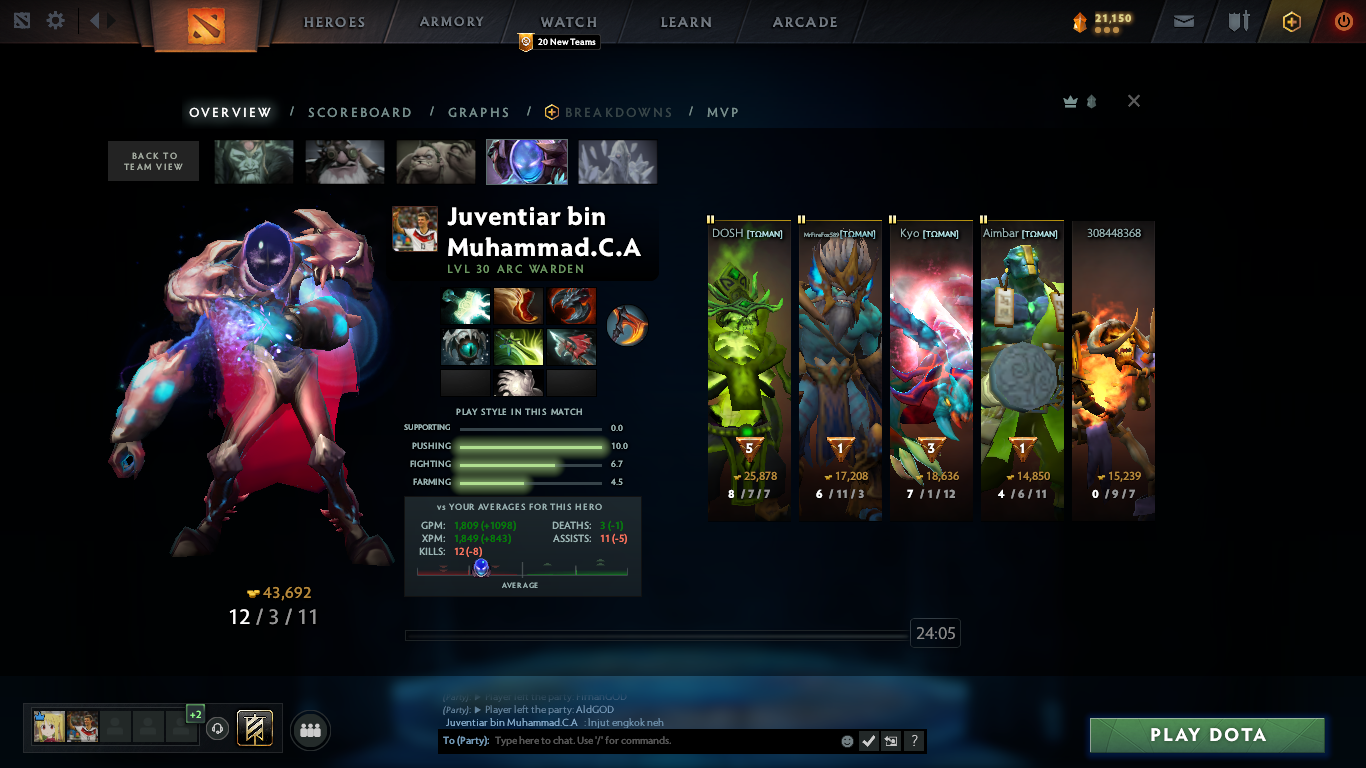 HEROES
ARMORY
WATCH
LEARN
ARCADE
21,150
20 New Teams
OVERVIEW / SCOREBOARD / GRAPHS / BREAKDOWNS / MVP
BACK TO
TEAM VIEW
Juventiar bin
Muhammad.C.A
LVL 30 ARC WARDEN
PLAY STYLE IN THIS MATCH
SUPPORTING 0.0
PUSHING 10.0
FIGHTING 6.7
FARMING 4.5
vs YOUR AVERAGES FOR THIS HERO
GPM: 1,809 (+1098) DEATHS: 3 (-1)
XPM: 1,849 (+843) ASSISTS: 11 (-5)
KILLS: 12 (-8)
AVERAGE
43,692
12 / 3 / 11
DOSH [TΩMAN]
5
25,878
8 / 7 / 7
MrFireFox589 [TΩMAN]
1
17,208
6 / 11 / 3
Kyo [TΩMAN]
3
18,636
7 / 1 / 12
Aimbar [TΩMAN]
1
14,850
4 / 6 / 11
308448368
15,239
0 / 9 / 7
24:05
+2
(Party): ► Player left the party: HrhanGOD
(Party): ► Player left the party: AldGOD
Juventiar bin Muhammad.C.A : Injut engkok neh
To (Party): Type here to chat. Use '/' for commands.
?
PLAY DOTA